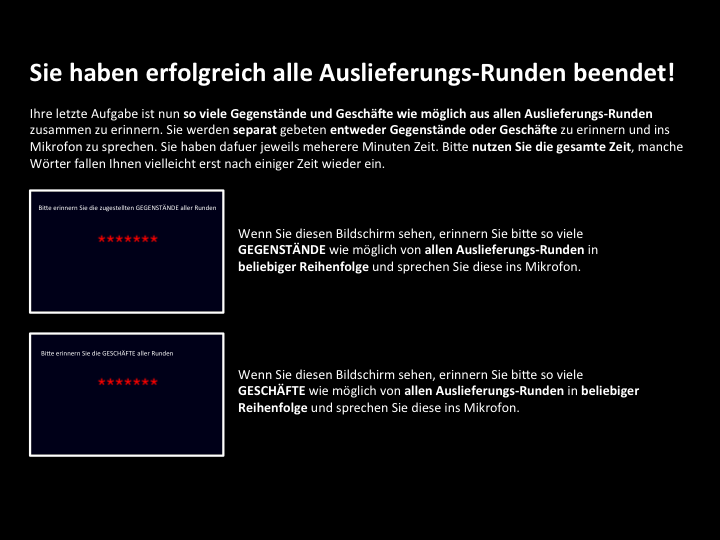 Sie haben erfolgreich alle Auslieferungs-Runden beendet!
Ihre letzte Aufgabe ist nun so viele Gegenstände und Geschäfte wie möglich aus allen Auslieferungs-Runden
zusammen zu erinnern. Sie werden separat gebeten entweder Gegenstände oder Geschäfte zu erinnern und ins
Mikrofon zu sprechen. Sie haben dafuer jeweils meherere Minuten Zeit. Bitte nutzen Sie die gesamte Zeit, manche
Wörter fallen Ihnen vielleicht erst nach einiger Zeit wieder ein.
Bitte erinnern Sie die zugestellten GEGENSTÄNDE aller Runden
*******
Wenn Sie diesen Bildschirm sehen, erinnern Sie bitte so viele
GEGENSTÄNDE wie möglich von allen Auslieferungs-Runden in
beliebiger Reihenfolge und sprechen Sie diese ins Mikrofon.
Bitte erinnern Sie die GESCHÄFTE aller Runden
*******
Wenn Sie diesen Bildschirm sehen, erinnern Sie bitte so viele
GESCHÄFTE wie möglich von allen Auslieferungs-Runden in beliebiger
Reihenfolge und sprechen Sie diese ins Mikrofon.